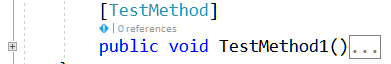 [TestMethod]
| 0 references
public void TestMethod1()...